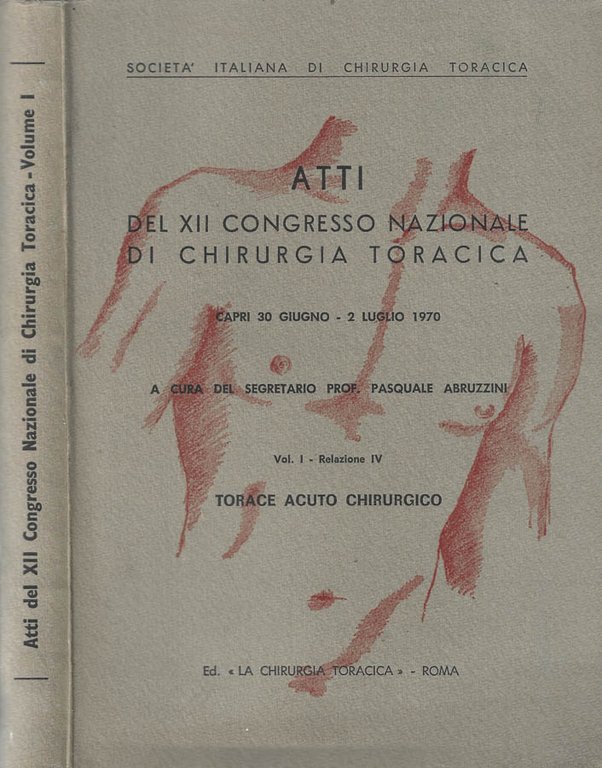 Atti del XII Congresso Nazionale di Chirurgia Toracica - Volume I
SOCIETA' ITALIANA DI CHIRURGIA TORACICA
ATTI
DEL XII CONGRESSO NAZIONALE
DI CHIRURGIA TORACICA
CAPRI 30 GIUGNO - 2 LUGLIO 1970
A CURA DEL SEGRETARIO PROF. PASQUALE ABRUZZINI
Vol. I - Relazione IV
TORACE ACUTO CHIRURGICO
Ed. « LA CHIRURGIA TORACICA » - ROMA